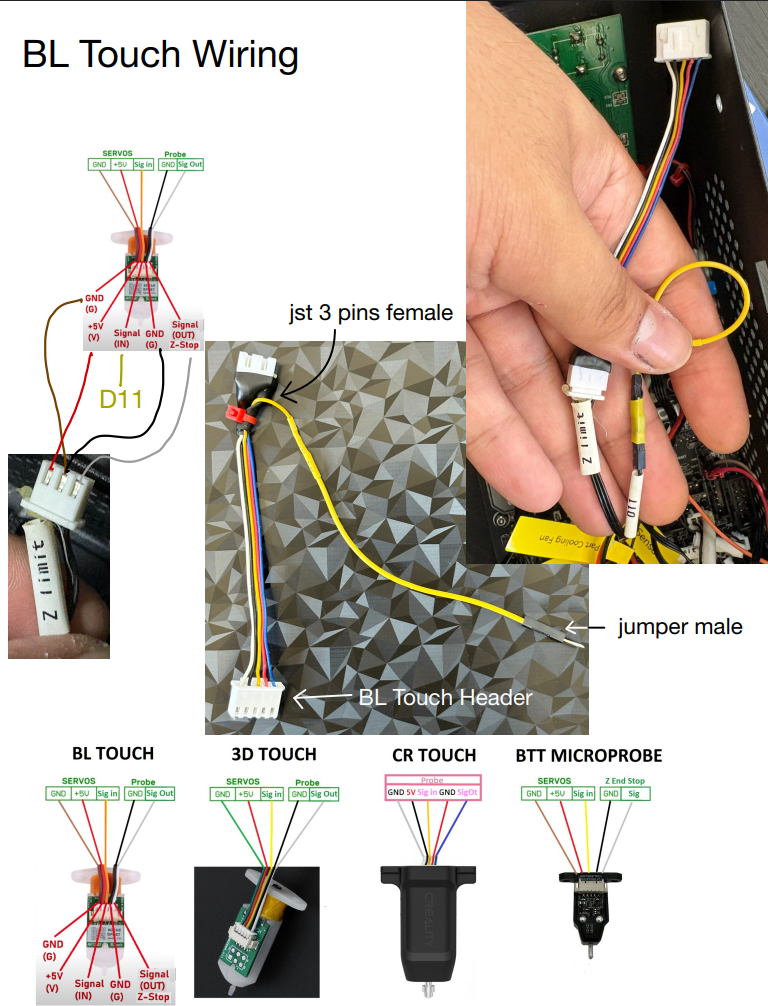 BL Touch Wiring
SERVOS
Probe
GND
+5V
Sig in
GND
Sig Out
GND
(G)
+5V
(V)
Signal
(IN)
GND
(G)
Signal
(OUT)
Z-Stop
D11
jst 3 pins female
Z limit
Z limit
OTT
Part Cooling Fan
jumper male
BL Touch Header
BL TOUCH
SERVOS
Probe
GND
+5V
Sig in
GND
Sig Out
GND
(G)
+5V
(V)
Signal
(IN)
GND
(G)
Signal
(OUT)
Z-Stop
3D TOUCH
SERVOS
Probe
GND
+5V
Sig in
GND
Sig Out
CR TOUCH
Probe
GND 5V Sig in GND SigOt
CREALITY
BTT MICROPROBE
SERVOS
Z End Stop
GND
+5V
Sig in
GND
Sig